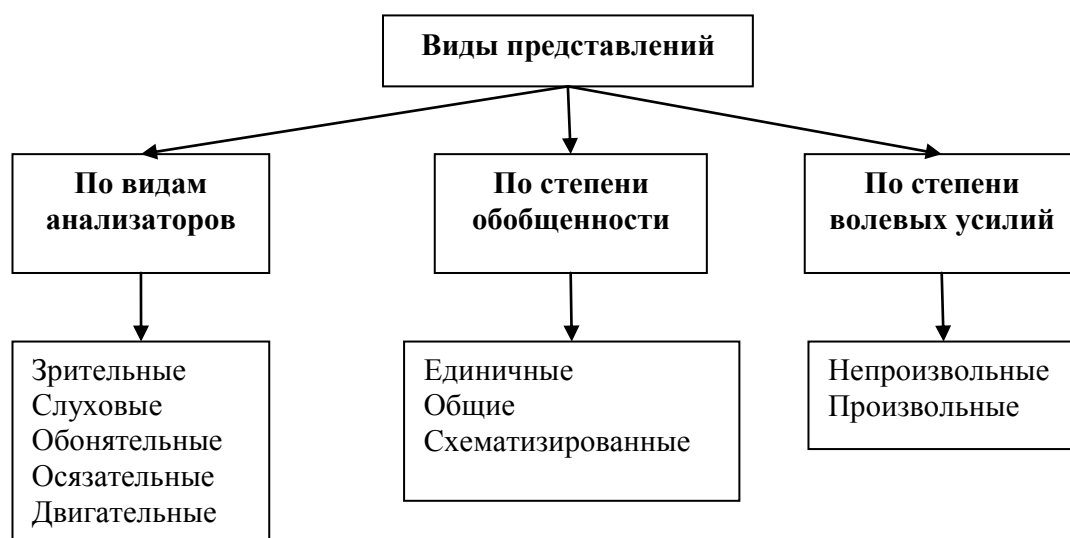 Виды представлений
По видам
анализаторов
По степени
обобщенности
По степени
волевых усилий
Зрительные
Слуховые
Обонятельные
Осязательные
Двигательные
Единичные
Общие
Схематизированные
Непроизвольные
Произвольные